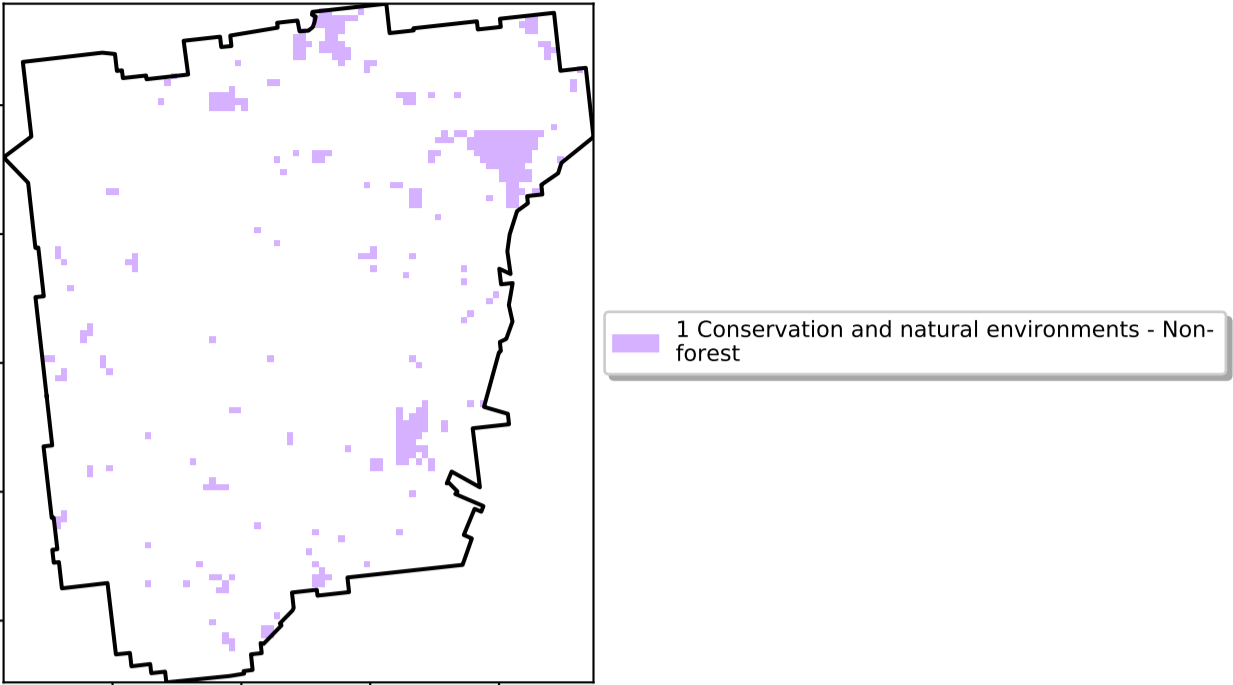 1 Conservation and natural environments - Non-
forest